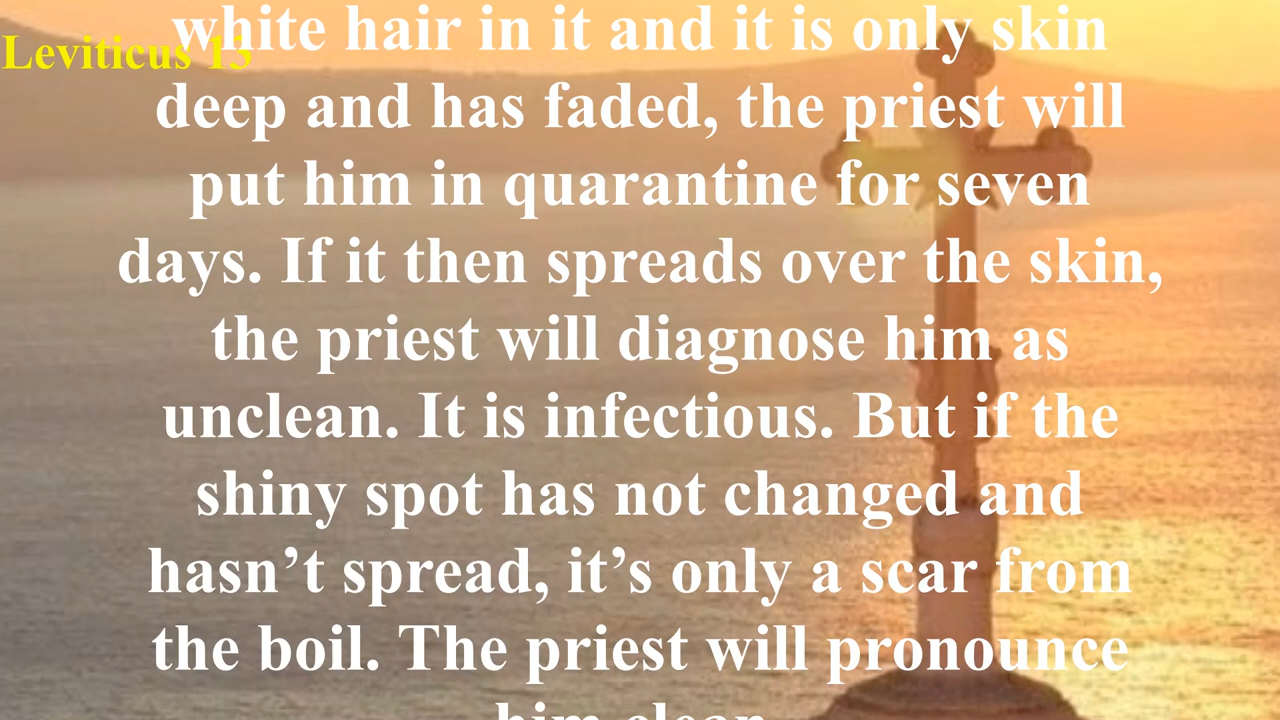 Leviticus 13
white hair in it and it is only skin
deep and has faded, the priest will
put him in quarantine for seven
days. If it then spreads over the skin,
the priest will diagnose him as
unclean. It is infectious. But if the
shiny spot has not changed and
hasn’t spread, it’s only a scar from
the boil. The priest will pronounce
him clean.